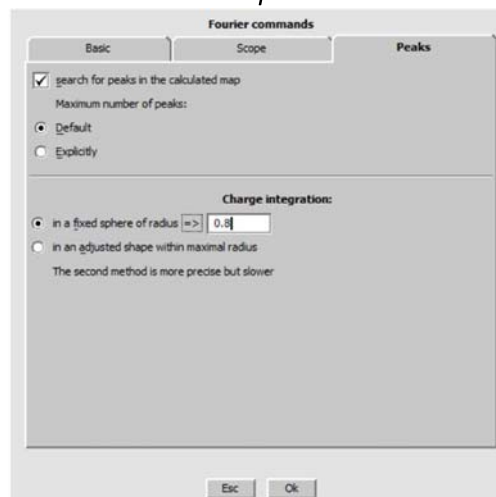 Fourier commands
Basic Scope Peaks
search for peaks in the calculated map
Maximum number of peaks:
Default
Explicitly
Charge integration:
in a fixed sphere of radius => 0.8
in an adjusted shape within maximal radius
The second method is more precise but slower
Esc Ok